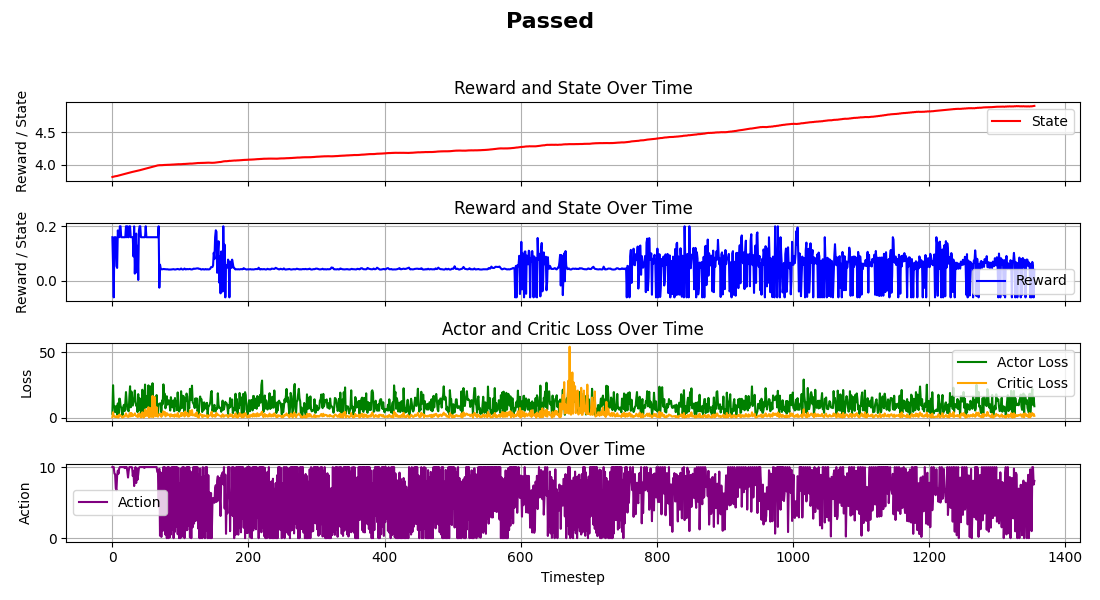 Passed
Reward and State Over Time
Reward / State
4.5
4.0
State
Reward and State Over Time
Reward / State
0.2
0.0
Reward
Actor and Critic Loss Over Time
Loss
50
0
Actor Loss
Critic Loss
Action Over Time
Action
10
0
Action
0 200 400 600 800 1000 1200 1400
Timestep